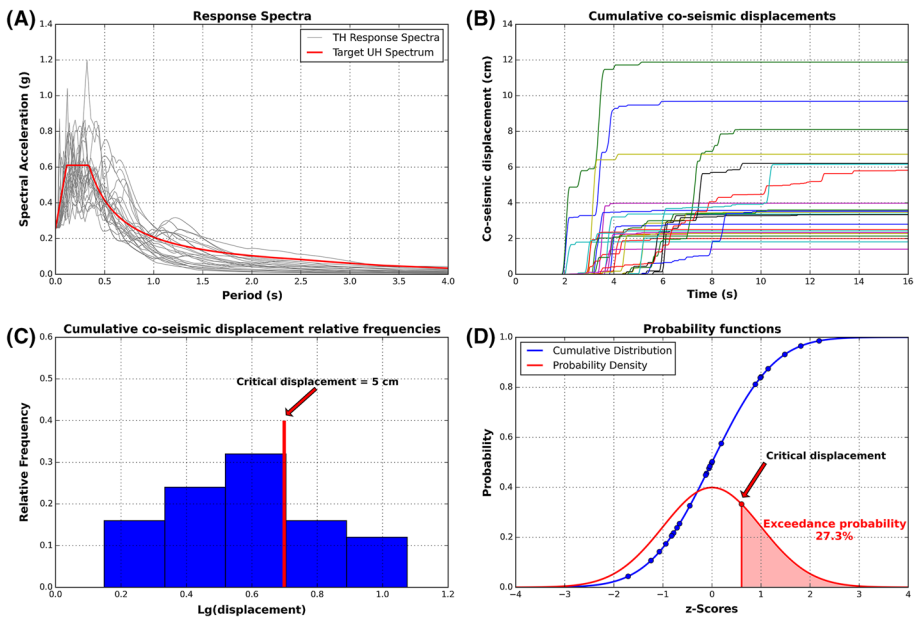 (A)
Response Spectra
TH Response Spectra
Target UH Spectrum
Spectral Acceleration (g)
1.4
1.2
1.0
0.8
0.6
0.4
0.2
0.0
0.0 0.5 1.0 1.5 2.0 2.5 3.0 3.5 4.0
Period (s)
(B)
Cumulative co-seismic displacements
Co-seismic displacement (cm)
14
12
10
8
6
4
2
0
0 2 4 6 8 10 12 14 16
Time (s)
(C)
Cumulative co-seismic displacement relative frequencies
Critical displacement = 5 cm
Relative Frequency
0.6
0.5
0.4
0.3
0.2
0.1
0.0
0.0 0.2 0.4 0.6 0.8 1.0 1.2
Lg(displacement)
(D)
Probability functions
Cumulative Distribution
Probability Density
Critical displacement
Exceedance probability
27.3%
Probability
1.0
0.8
0.6
0.4
0.2
0.0
−4 −3 −2 −1 0 1 2 3 4
z-Scores